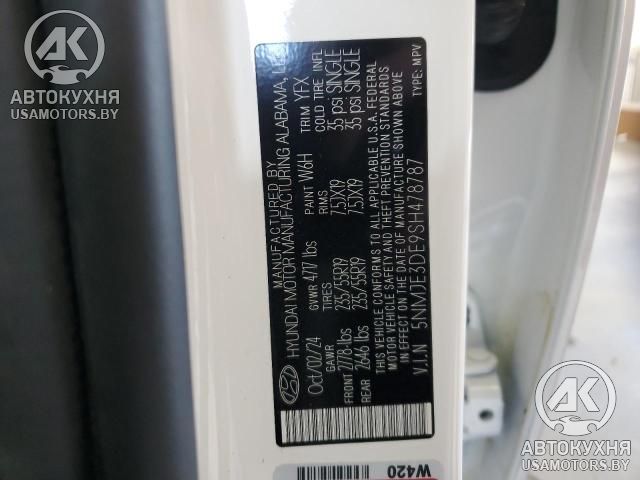 AK
АВТОКУХНЯ
USAMOTORS.BY
MANUFACTURED BY
HYUNDAI MOTOR MANUFACTURING ALABAMA, LLC
Oct/02/24 GVWR 4717 lbs PAINT W6H TRIM YFX
GAWR TIRES RIMS COLD TIRE INFL
FRONT 2778-lbs 235/55R19 7.5JX19 35 psi SINGLE
REAR 2646 lbs 235/55R19 7.5JX19 35 psi SINGLE
THIS VEHICLE CONFORMS TO ALL APPLICABLE U.S.A. FEDERAL
MOTOR VEHICLE SAFETY AND THEFT PREVENTION STANDARDS
IN EFFECT ON THE DATE OF MANUFACTURE SHOWN ABOVE
V.I.N 5NMJE3DE9SH478787 TYPE: MPV
W420
AK
АВТОКУХНЯ
USAMOTORS.BY